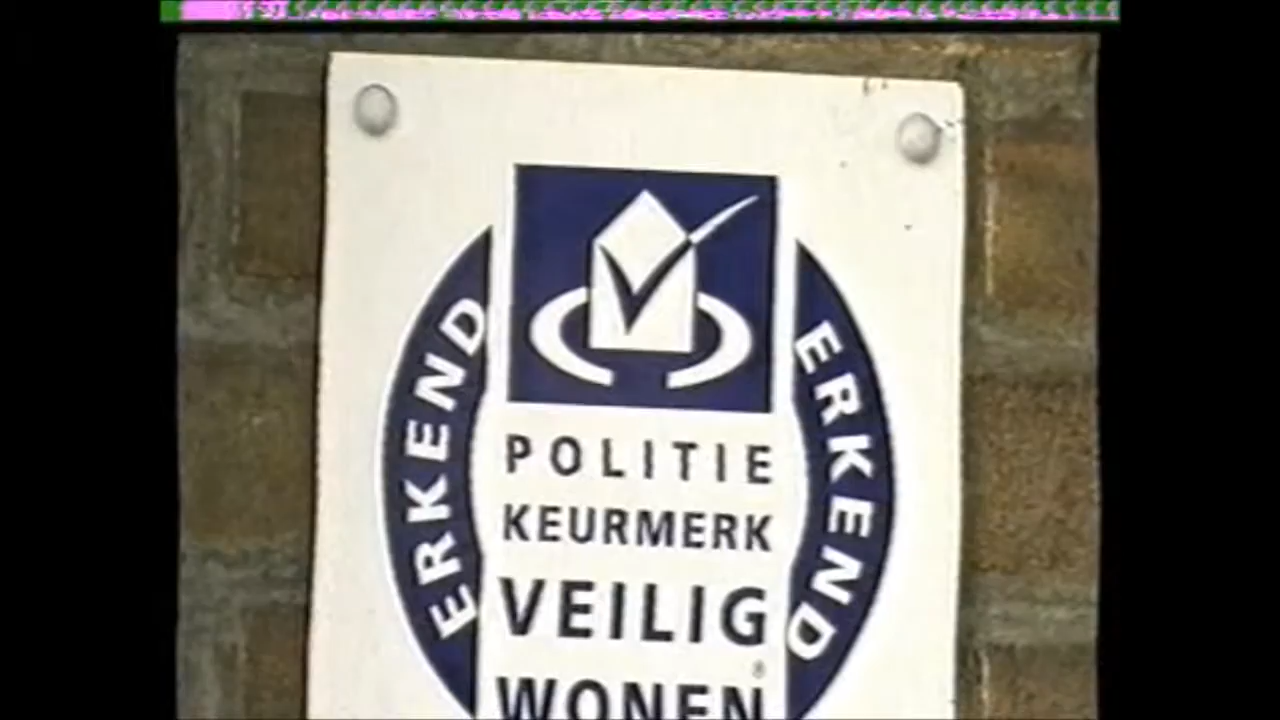 ERKEND
POLITIE
KEURMERK
VEILIG
WONEN
®
ERKEND